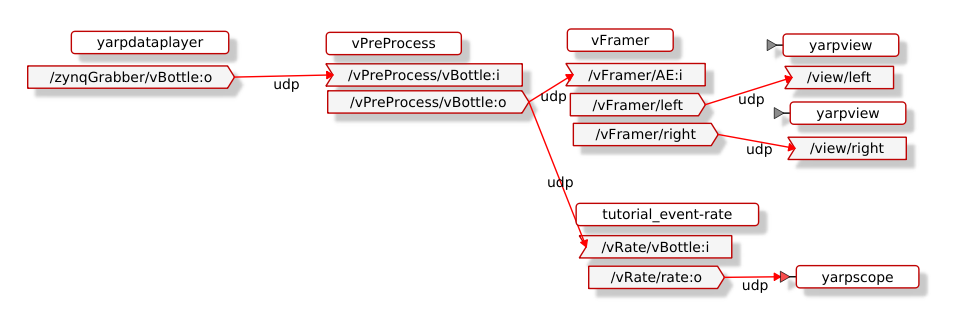 yarpdataplayer
/zynqGrabber/vBottle:o
udp
vPreProcess
/vPreProcess/vBottle:i
/vPreProcess/vBottle:o
udp
udp
vFramer
/vFramer/AE:i
/vFramer/left
/vFramer/right
udp
udp
yarpview
/view/left
yarpview
/view/right
tutorial_event-rate
/vRate/vBottle:i
/vRate/rate:o
udp
yarpscope